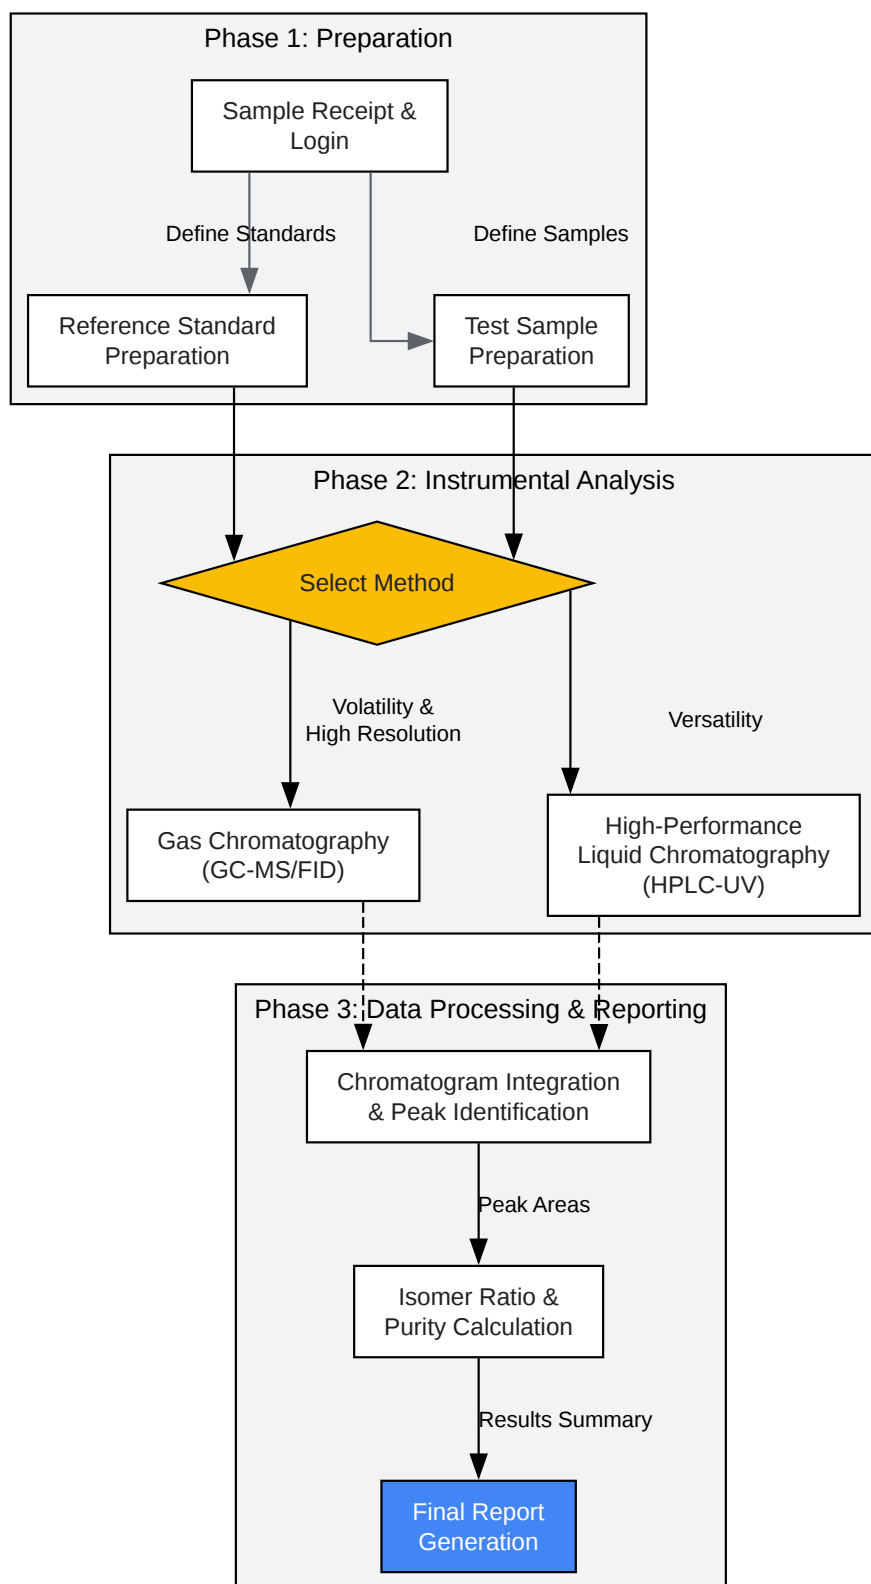 Phase 1: Preparation
Sample Receipt &
Login
Define Standards
Define Samples
Reference Standard
Preparation
Test Sample
Preparation
Phase 2: Instrumental Analysis
Select Method
Volatility &
High Resolution
Versatility
Gas Chromatography
(GC-MS/FID)
High-Performance
Liquid Chromatography
(HPLC-UV)
Phase 3: Data Processing & Reporting
Chromatogram Integration
& Peak Identification
Peak Areas
Isomer Ratio &
Purity Calculation
Results Summary
Final Report
Generation